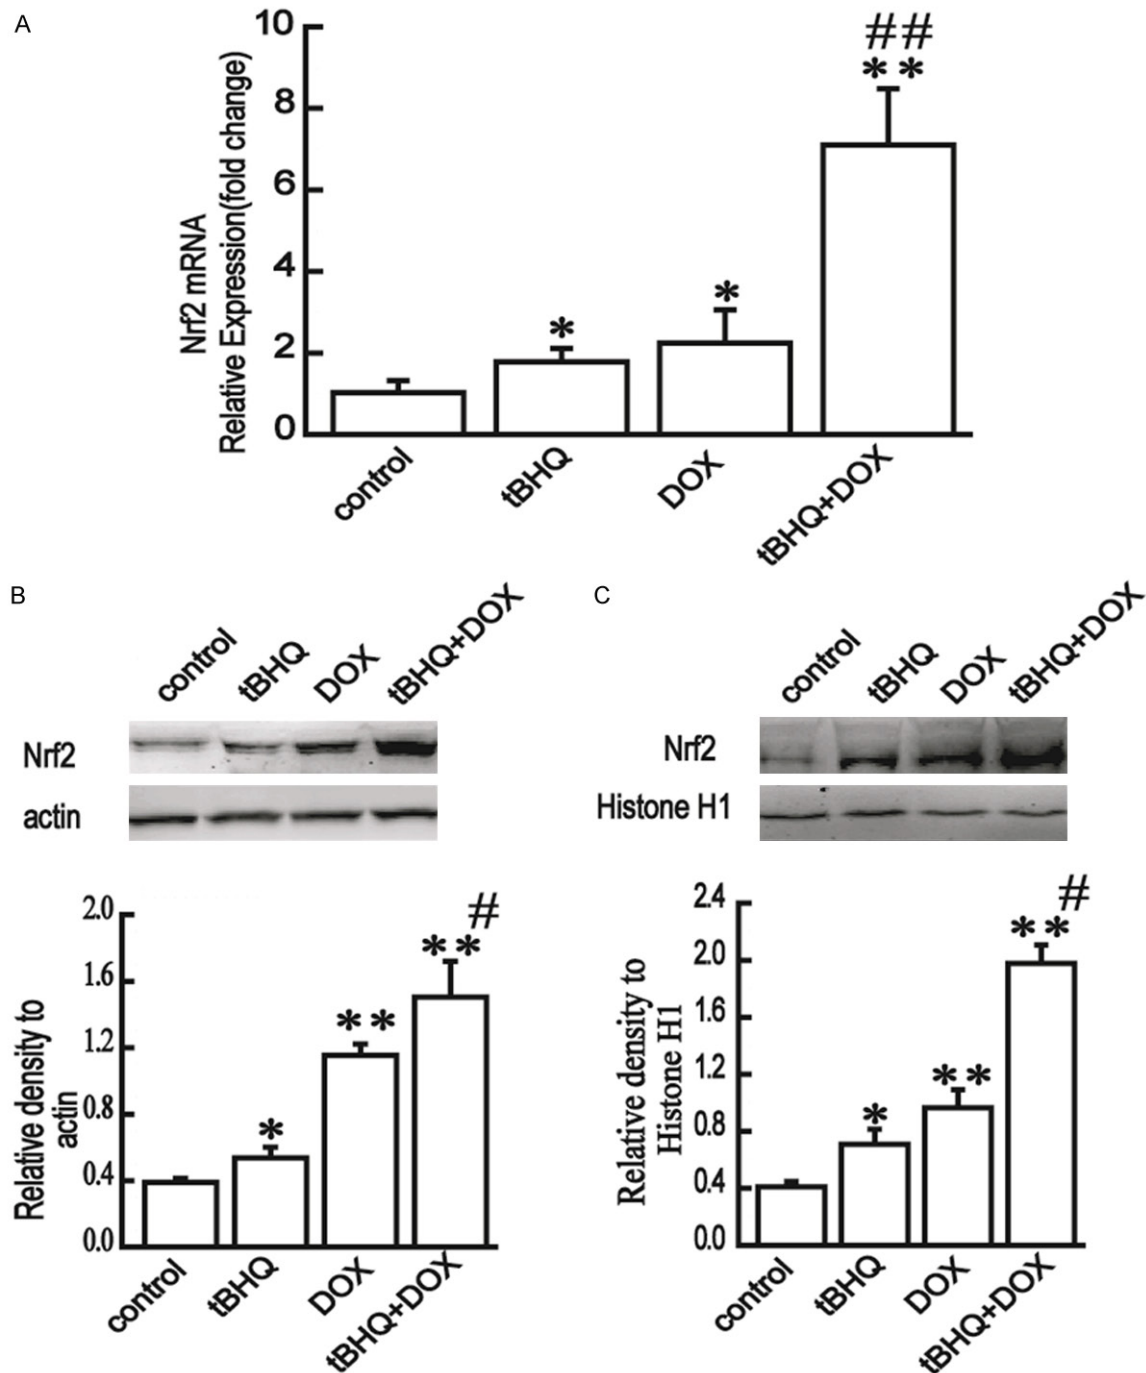 A
Nrf2 mRNA
Relative Expression(fold change)
10
8
6
4
2
0
##
**
*
*
control
tBHQ
DOX
tBHQ+DOX
B
control
tBHQ
DOX
tBHQ+DOX
Nrf2
actin
Relative density to
actin
2.0
1.6
1.2
0.8
0.4
0.0
#
**
**
*
control
tBHQ
DOX
tBHQ+DOX
C
control
tBHQ
DOX
tBHQ+DOX
Nrf2
Histone H1
Relative density to
Histone H1
2.4
2.0
1.6
1.2
0.8
0.4
0.0
#
**
**
*
control
tBHQ
DOX
tBHQ+DOX